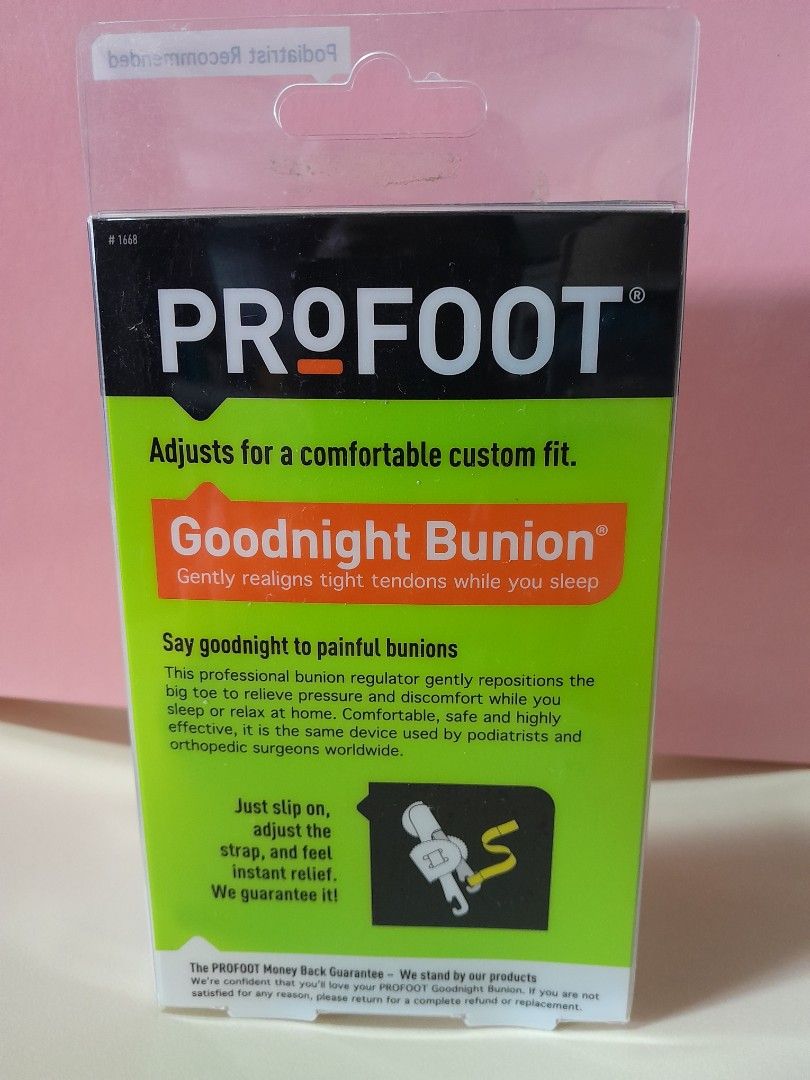 Podiatrist Recommended
# 1668
PROFOOT®
Adjusts for a comfortable custom fit.
Goodnight Bunion®
Gently realigns tight tendons while you sleep
Say goodnight to painful bunions
This professional bunion regulator gently repositions the
big toe to relieve pressure and discomfort while you
sleep or relax at home. Comfortable, safe and highly
effective, it is the same device used by podiatrists and
orthopedic surgeons worldwide.
Just slip on,
adjust the
strap, and feel
instant relief.
We guarantee it!
The PROFOOT Money Back Guarantee – We stand by our products
We're confident that you'll love your PROFOOT Goodnight Bunion. If you are not
satisfied for any reason, please return for a complete refund or replacement.